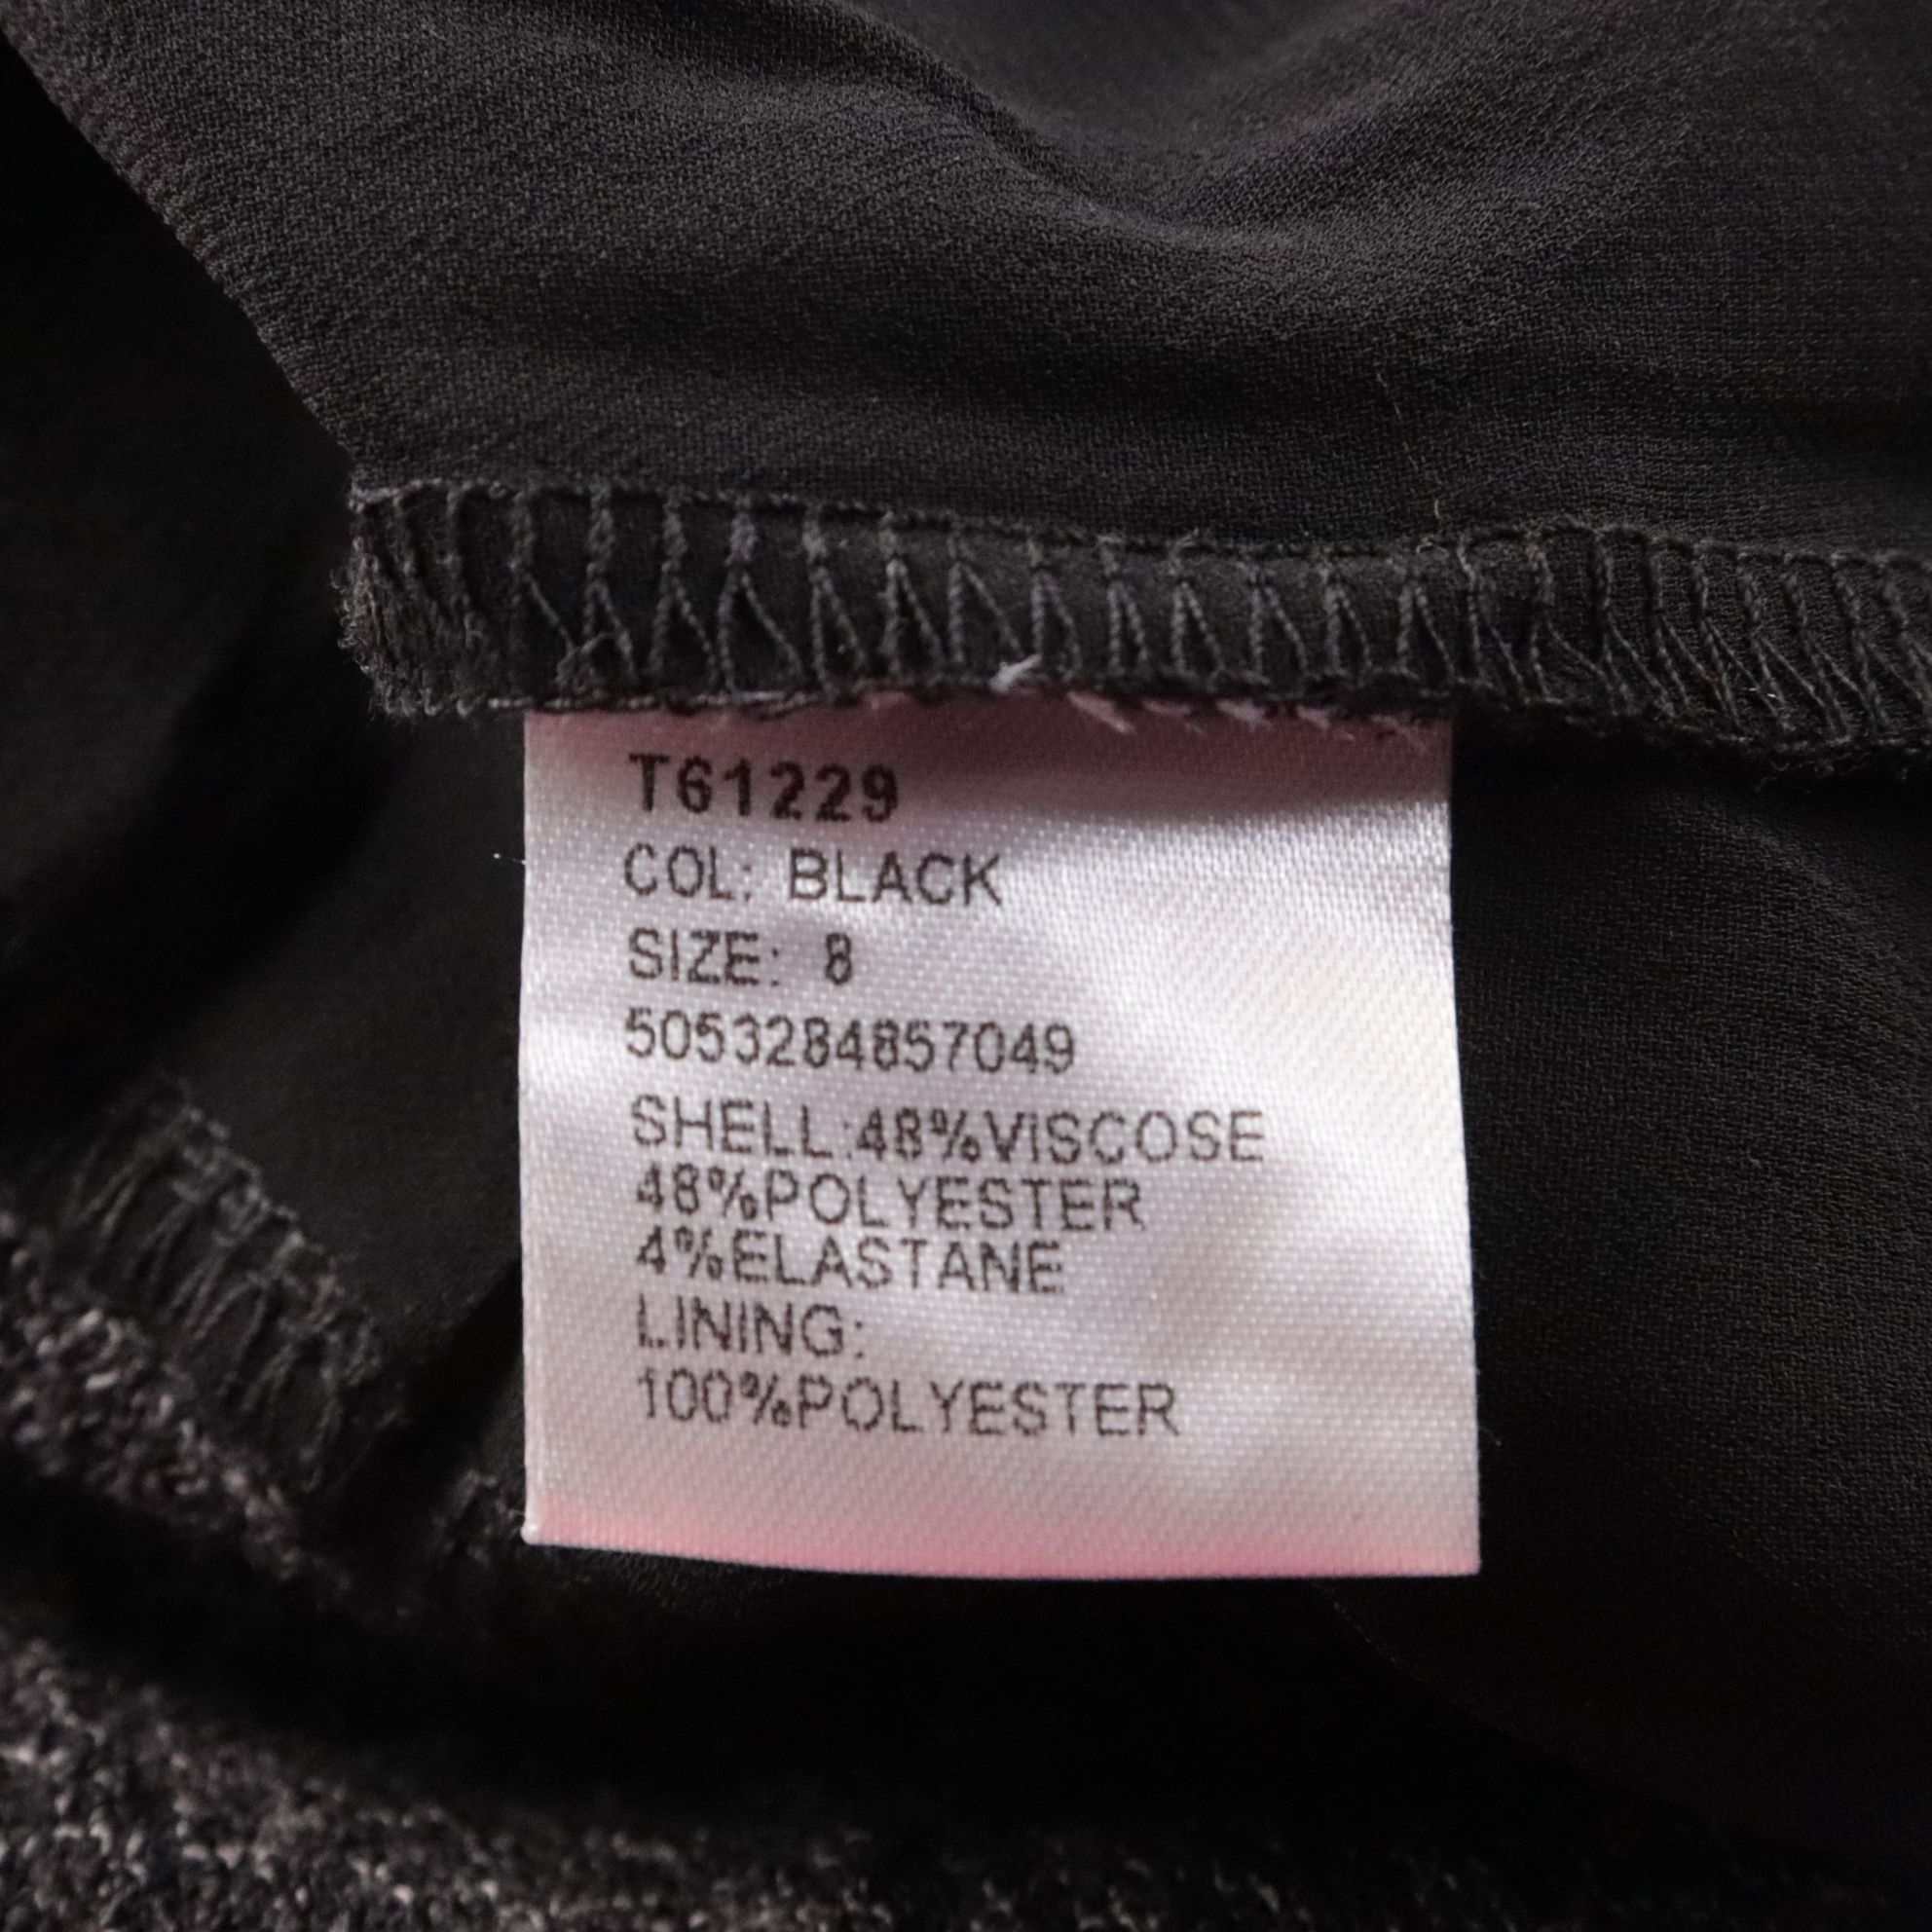 T61229
COL: BLACK
SIZE: 8
5053284857049
SHELL:48%VISCOSE
48%POLYESTER
4%ELASTANE
LINING:
100%POLYESTER